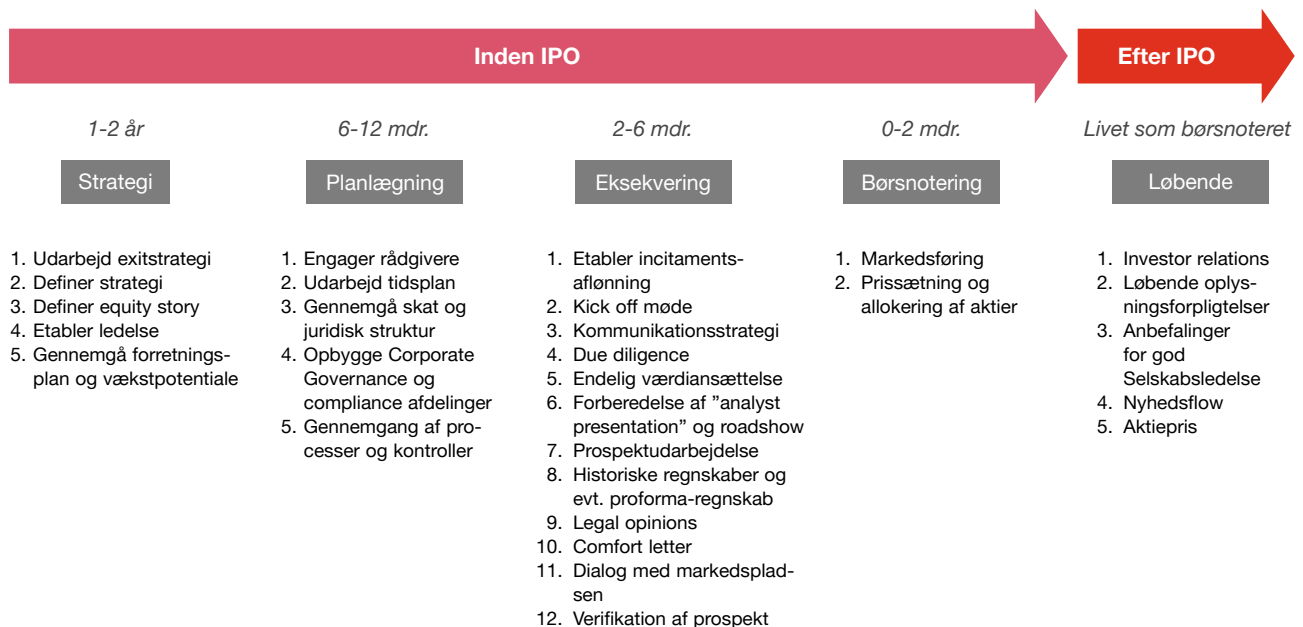 Inden IPO
Efter IPO
1-2 år
6-12 mdr.
2-6 mdr.
0-2 mdr.
Livet som børsnoteret
Strategi
Planlægning
Eksekvering
Børsnotering
Løbende
1. Udarbejd exitstrategi
2. Definer strategi
3. Definer equity story
4. Etabler ledelse
5. Gennemgå forretnings-
plan og vækstpotentiale
1. Engager rådgivere
2. Udarbejd tidsplan
3. Gennemgå skat og
juridisk struktur
4. Opbygge Corporate
Governance og
compliance afdelinger
5. Gennemgang af pro-
cesser og kontroller
1. Etabler incitaments-
aflønning
2. Kick off møde
3. Kommunikationsstrategi
4. Due diligence
5. Endelig værdiansættelse
6. Forberedelse af ”analyst
presentation” og roadshow
7. Prospektudarbejdelse
8. Historiske regnskaber og
evt. proforma-regnskab
9. Legal opinions
10. Comfort letter
11. Dialog med markedsplad-
sen
12. Verifikation af prospekt
1. Markedsføring
2. Prissætning og
allokering af aktier
1. Investor relations
2. Løbende oplys-
ningsforpligtelser
3. Anbefalinger
for god
Selskabsledelse
4. Nyhedsflow
5. Aktiepris